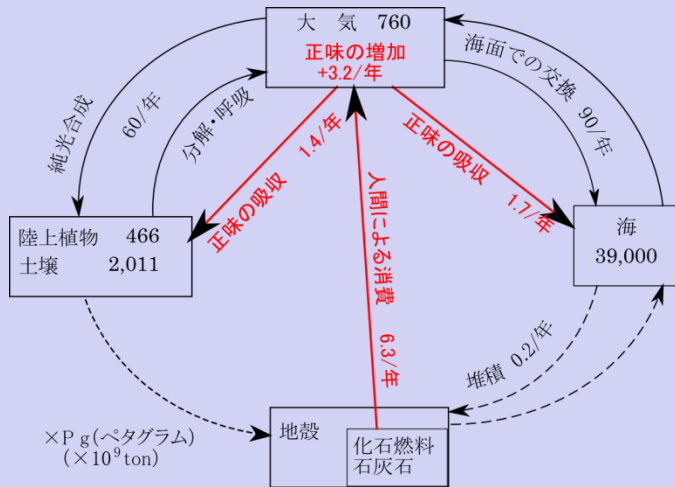 大 気 760
正味の増加
+3.2/年
純光合成
60/年
分解・呼吸
正味の吸収 1.4/年
人間による消費 6.3/年
正味の吸収 1.7/年
海面での交換 90/年
陸上植物 466
土壌 2,011
海
39,000
堆積 0.2/年
地殻
化石燃料
石灰石
×Pg(ペタグラム)
(×10⁹ton)